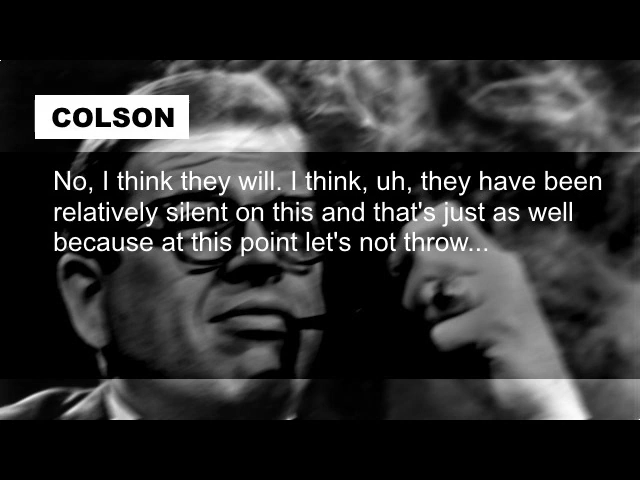 COLSON
No, I think they will. I think, uh, they have been
relatively silent on this and that's just as well
because at this point let's not throw...